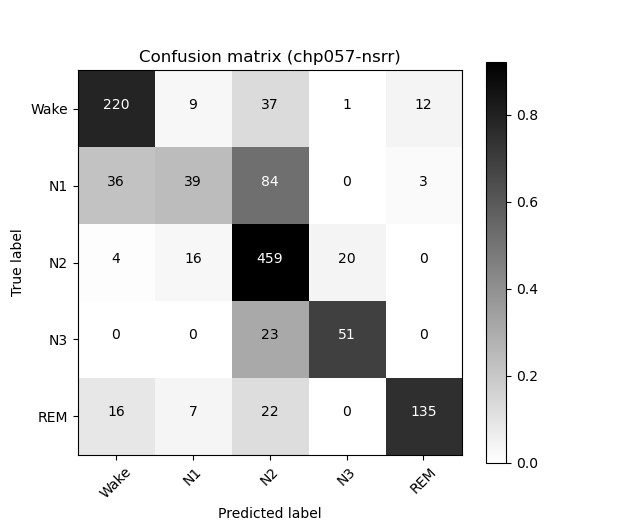 Confusion matrix (chp057-nsrr)
True label
Wake 220 9 37 1 12
N1 36 39 84 0 3
N2 4 16 459 20 0
N3 0 0 23 51 0
REM 16 7 22 0 135
Wake N1 N2 N3 REM
Predicted label
0.8
0.6
0.4
0.2
0.0